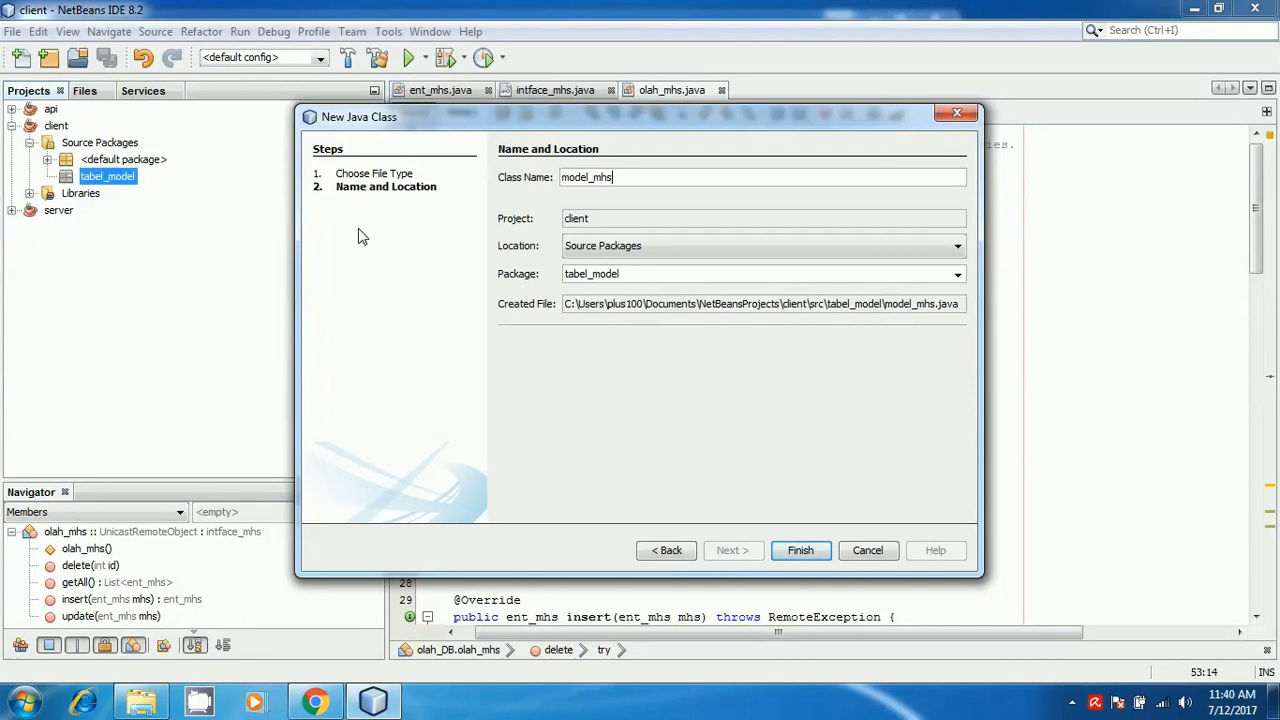 client - NetBeans IDE 8.2
File Edit View Navigate Source Refactor Run Debug Profile Team Tools Window Help
Search (Ctrl+I)
<default config>
Projects Files Services
ent_mhs.java intface_mhs.java olah_mhs.java
api
client
Source Packages
<default package>
tabel_model
Libraries
server
New Java Class
Steps
1. Choose File Type
2. Name and Location
Name and Location
Class Name: model_mhs
Project: client
Location: Source Packages
Package: tabel_model
Created File: C:\Users\plus100\Documents\NetBeansProjects\client\src\tabel_model\model_mhs.java
< Back Next > Finish Cancel Help
Navigator
Members <empty>
olah_mhs :: UnicastRemoteObject : intface_mhs
olah_mhs()
delete(int id)
getAll() : List<ent_mhs>
insert(ent_mhs mhs) : ent_mhs
update(ent_mhs mhs)
28
29 @Override
public ent_mhs insert(ent_mhs mhs) throws RemoteException {
olah_DB.olah_mhs delete try
53:14
11:40 AM
7/12/2017